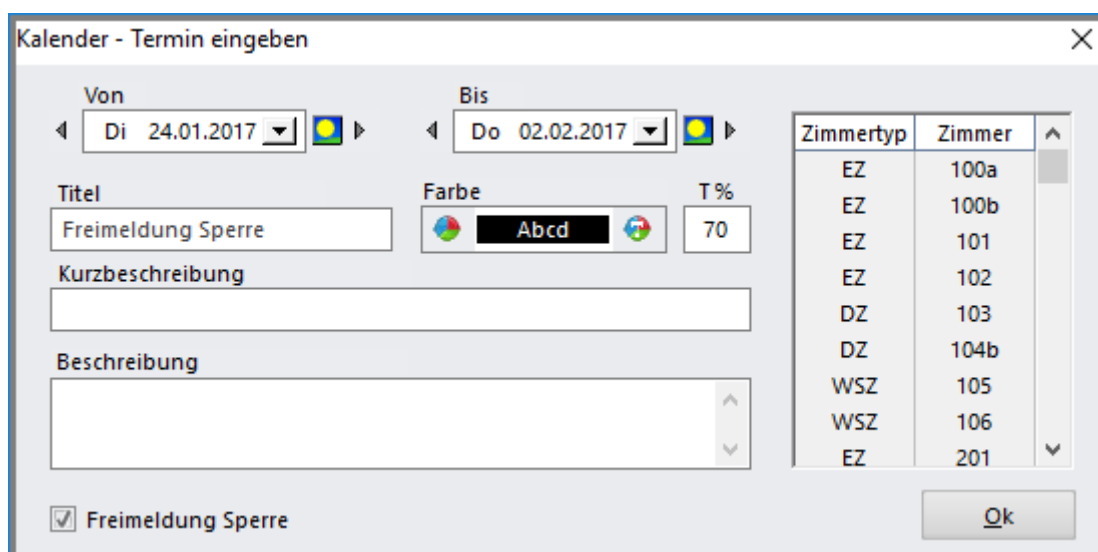 Kalender - Termin eingeben
Von
Bis
Di 24.01.2017
Do 02.02.2017
Titel
Farbe
T%
Freimeldung Sperre
Abcd
70
Kurzbeschreibung
Beschreibung
Freimeldung Sperre
Zimmertyp Zimmer
EZ 100a
EZ 100b
EZ 101
EZ 102
DZ 103
DZ 104b
WSZ 105
WSZ 106
EZ 201
Ok